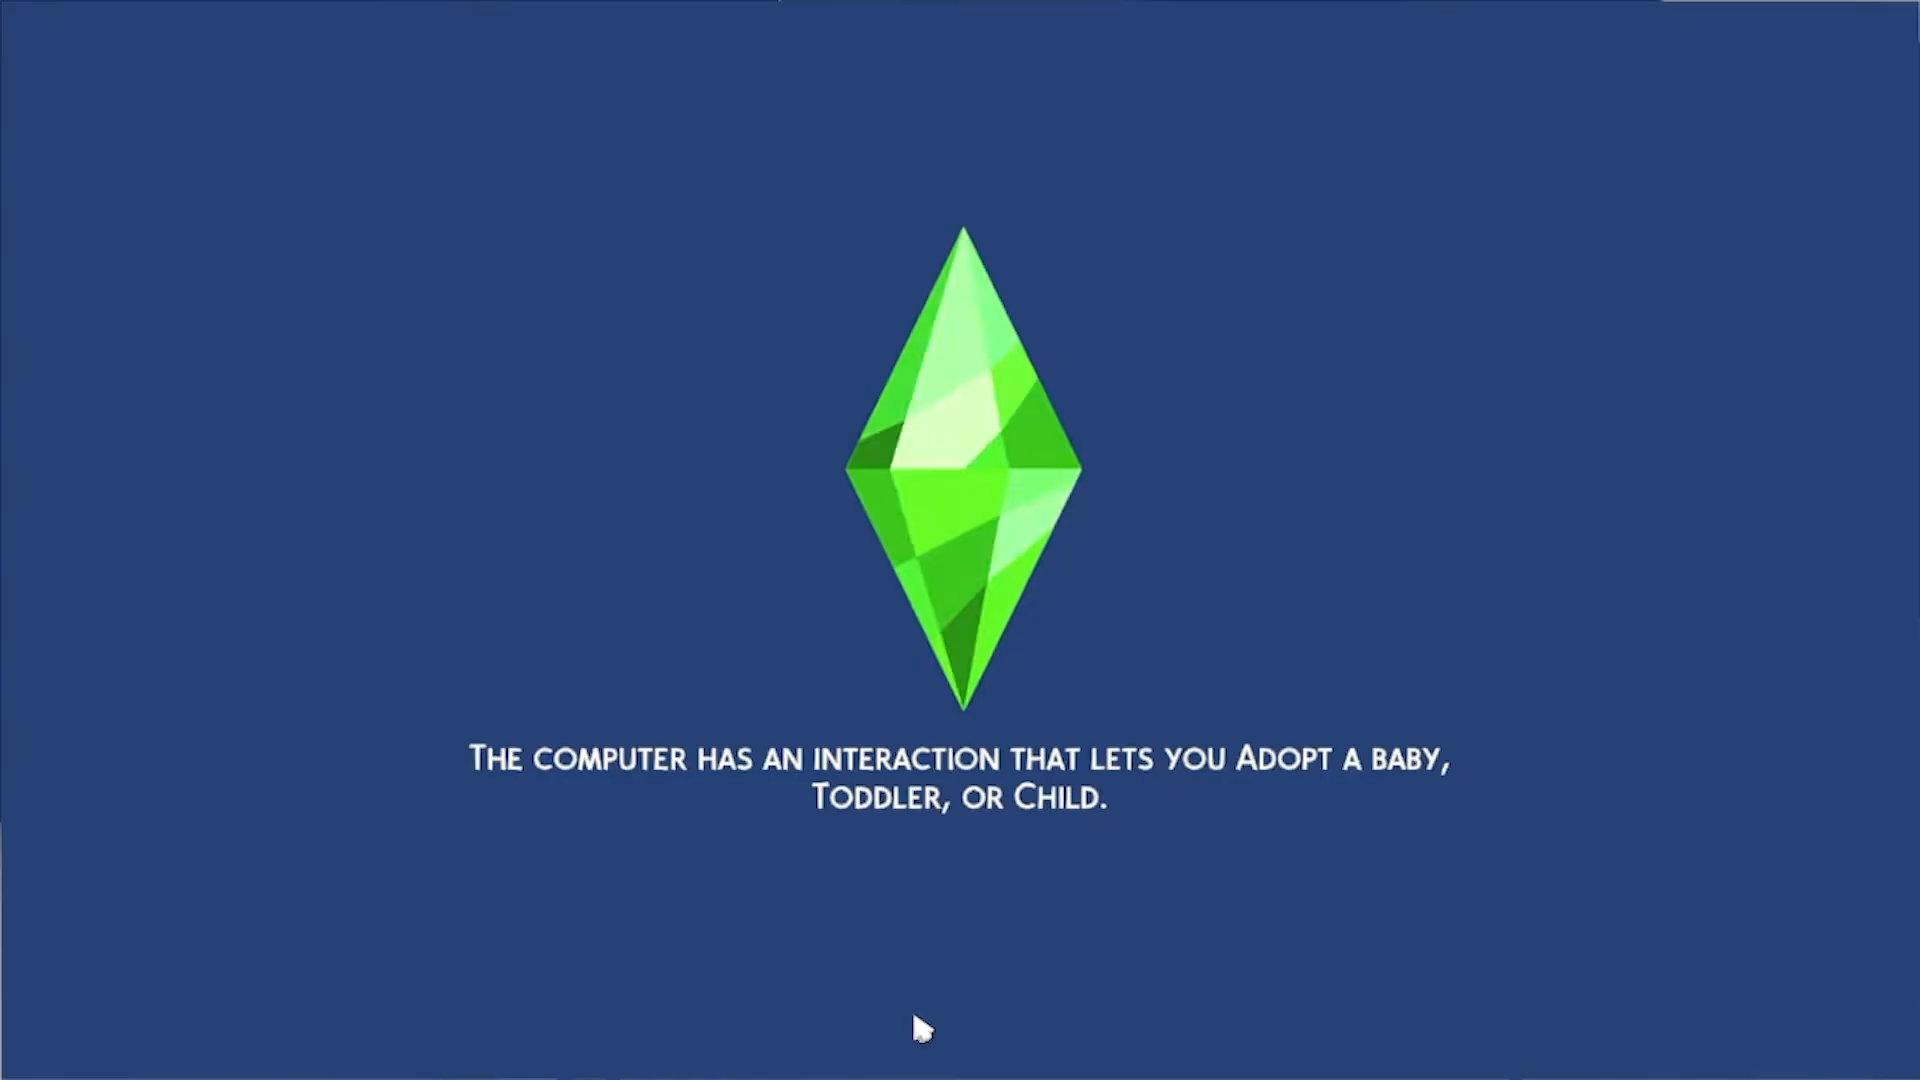 The computer has an interaction that lets you Adopt a baby,
Toddler, or Child.